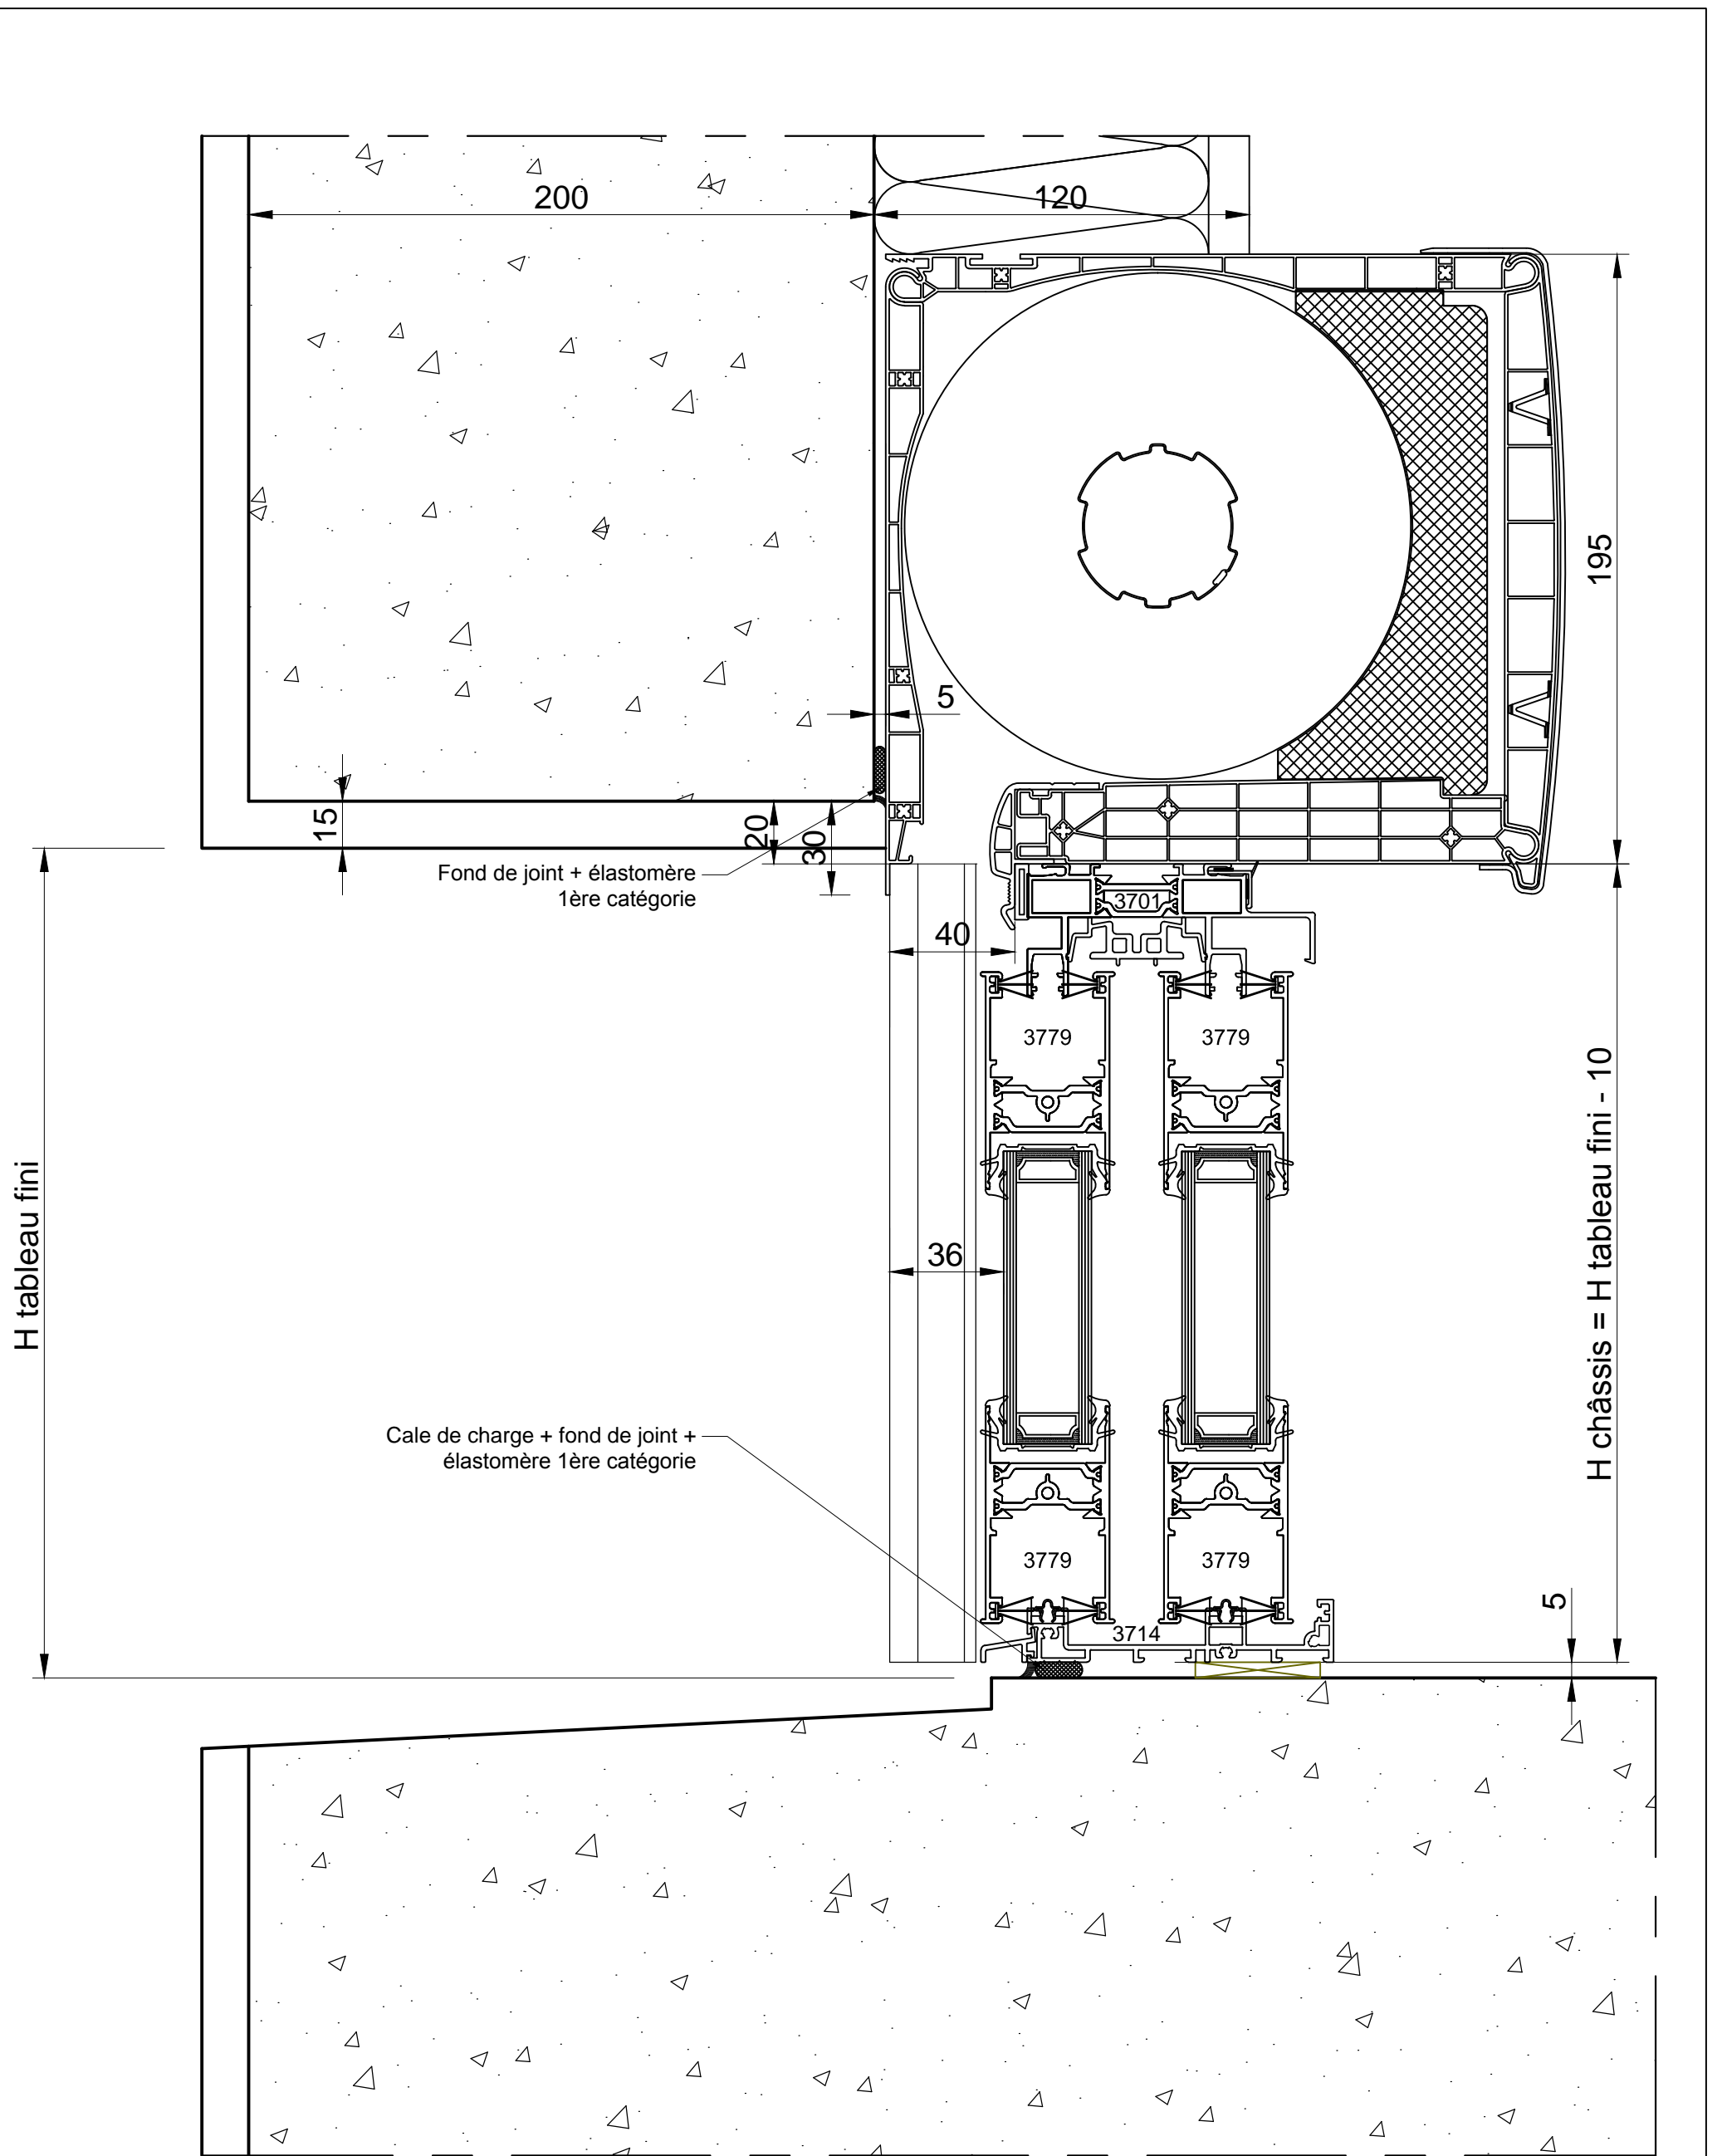 200
120
195
5
15
20
30
Fond de joint + élastomère
1ère catégorie
3701
40
3779
3779
H tableau fini
H châssis = H tableau fini - 10
36
Cale de charge + fond de joint +
élastomère 1ère catégorie
3779
3779
5
3714